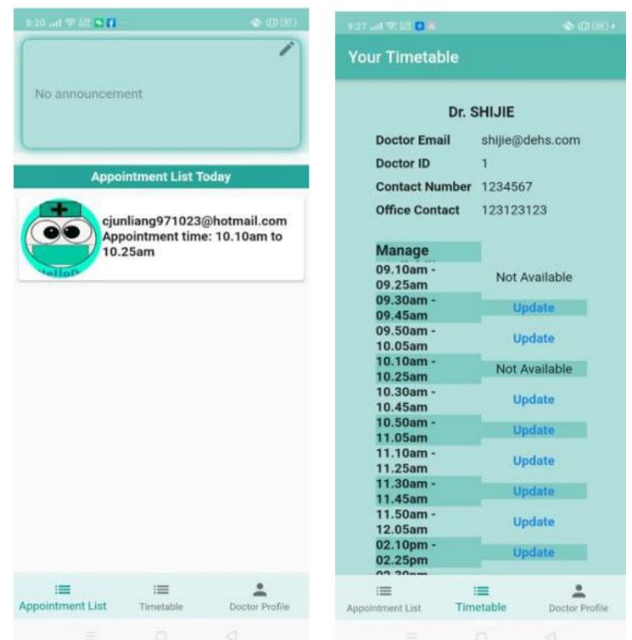 8:20
No announcement
Appointment List Today
cjunliang971023@hotmail.com
Appointment time: 10.10am to
10.25am
Appointment List
Timetable
Doctor Profile
9:27
Your Timetable
Dr. SHIJIE
Doctor Email shijie@dehs.com
Doctor ID 1
Contact Number 1234567
Office Contact 123123123
Manage
09.10am -
09.25am
Not Available
09.30am -
09.45am
Update
09.50am -
10.05am
Update
10.10am -
10.25am
Not Available
10.30am -
10.45am
Update
10.50am -
11.05am
Update
11.10am -
11.25am
Update
11.30am -
11.45am
Update
11.50am -
12.05am
Update
02.10pm -
02.25pm
Update
Appointment List
Timetable
Doctor Profile